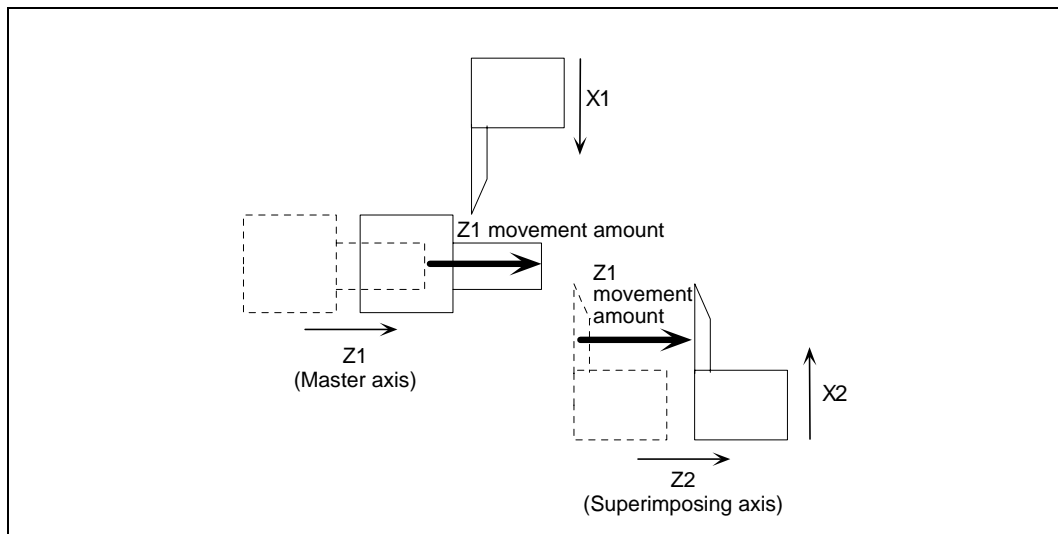 X1
Z1 movement amount
Z1
movement
amount
Z1
(Master axis)
X2
Z2
(Superimposing axis)